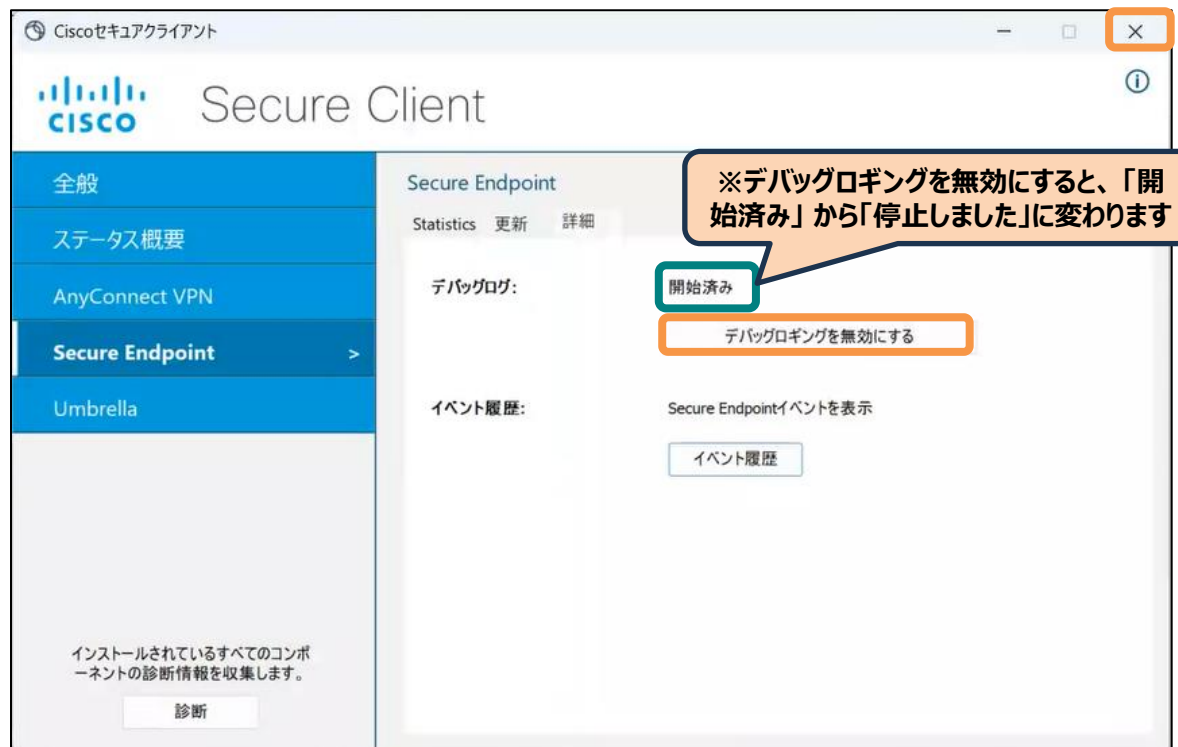 Ciscoセキュアクライアント
CISCO
Secure Client
全般
ステータス概要
AnyConnect VPN
Secure Endpoint >
Umbrella
インストールされているすべてのコンポ
ーネントの診断情報を収集します。
診断
Secure Endpoint
Statistics 更新 詳細
※デバッグロギングを無効にすると、「開
始済み」 から「停止しました」に変わります
デバッグログ:
開始済み
デバッグロギングを無効にする
イベント履歴:
Secure Endpointイベントを表示
イベント履歴